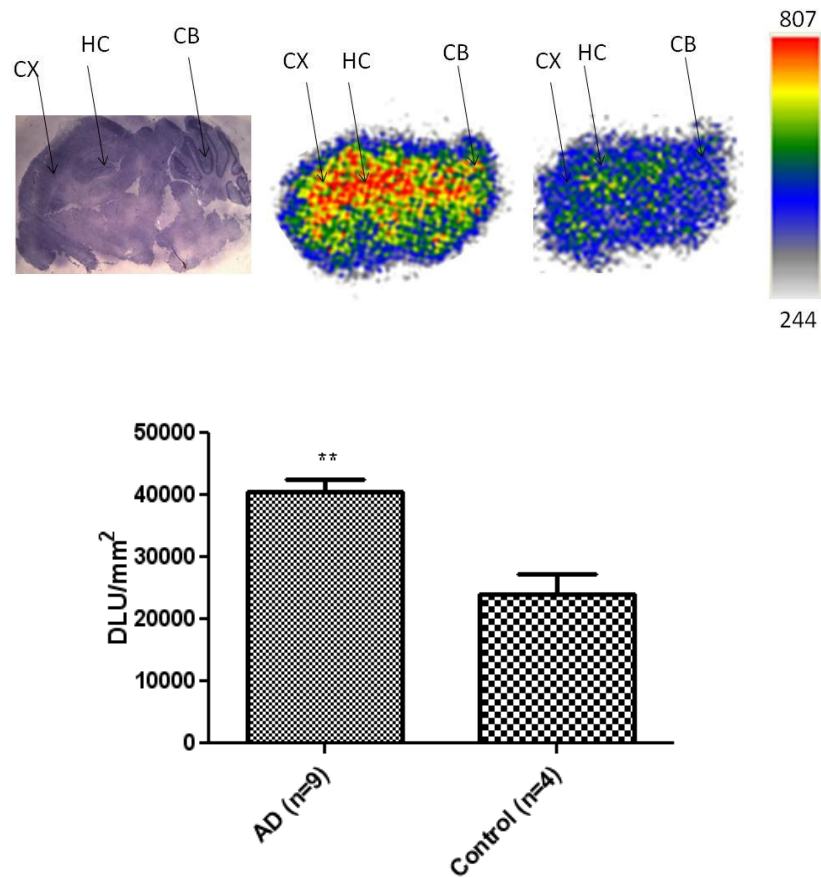 CX HC CB
CX HC CB
CX HC CB
807
244
50000
40000
30000
20000
10000
0
DLU/mm²
**
AD (n=9)
Control (n=4)